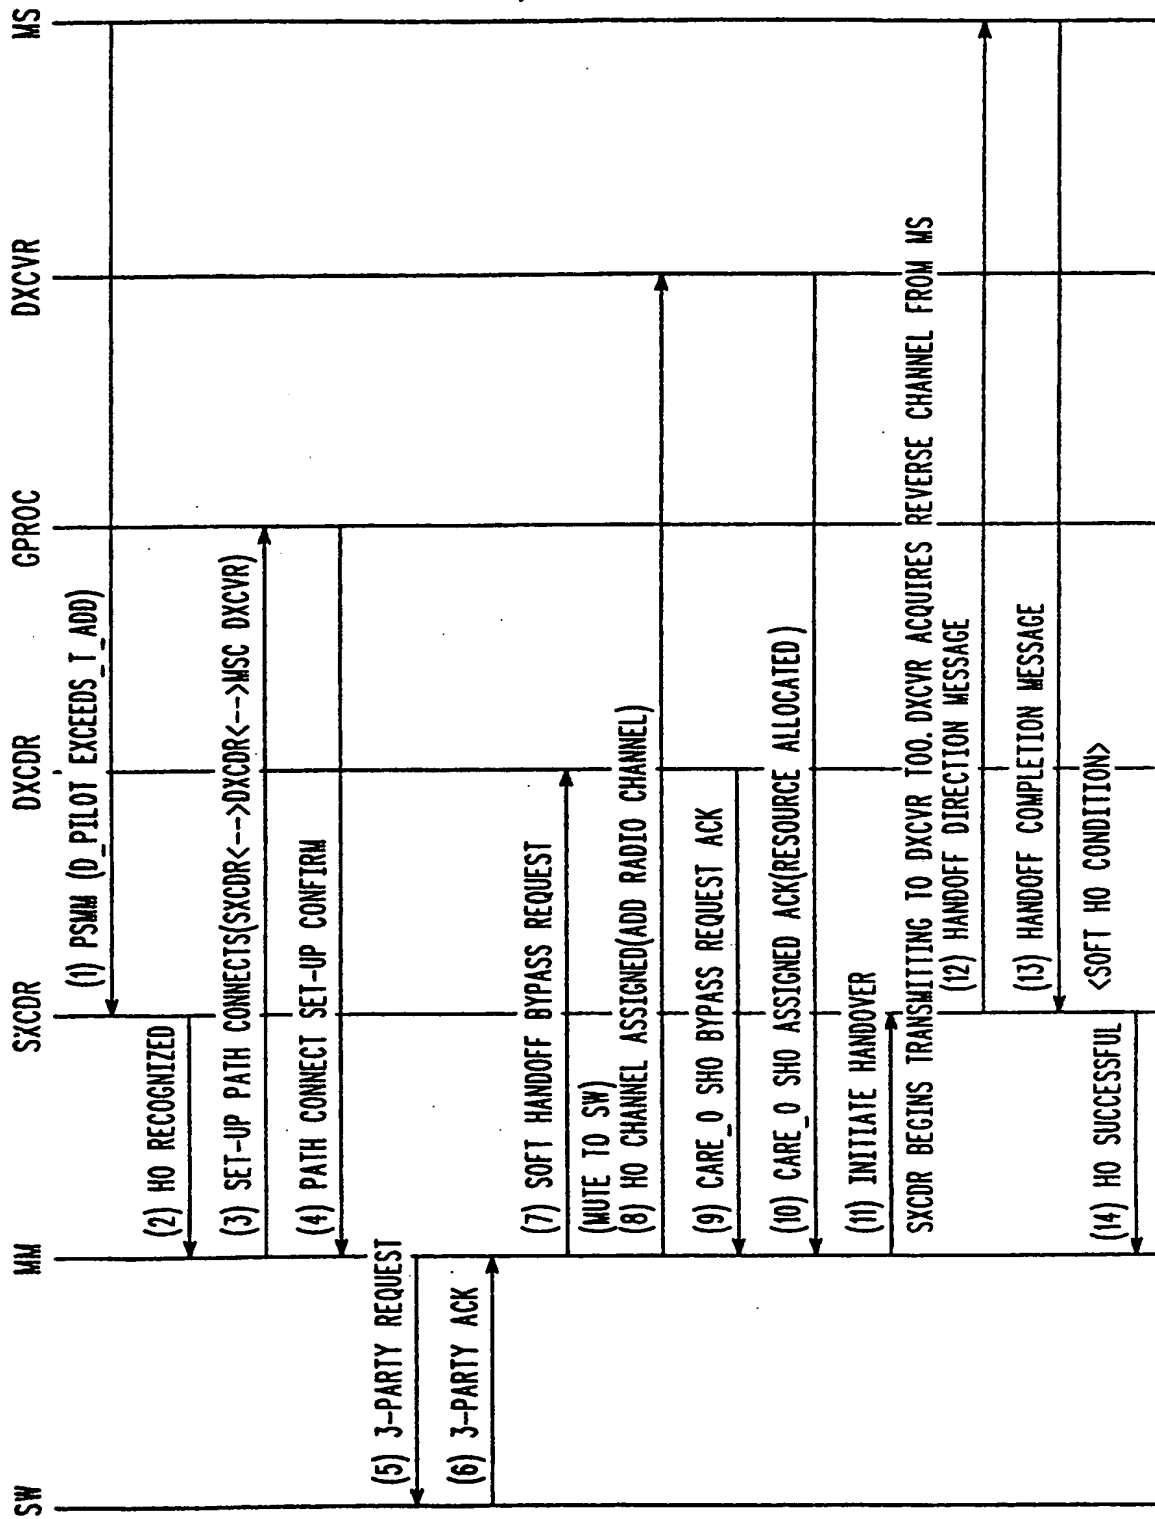 SW
MM
SXCDR
DXCDR
GPROC
DXCVR
MS
(1) PSMM (D_PILOT EXCEEDS_T_ADD)
(2) HO RECOGNIZED
(3) SET-UP PATH CONNECTS(SXCDR<-->DXCDR<-->MSC DXCVR)
(4) PATH CONNECT SET-UP CONFIRM
(5) 3-PARTY REQUEST
(6) 3-PARTY ACK
(7) SOFT HANDOFF BYPASS REQUEST
(MUTE TO SW)
(8) HO CHANNEL ASSIGNED(ADD RADIO CHANNEL)
(9) CARE_O SHO BYPASS REQUEST ACK
(10) CARE_O SHO ASSIGNED ACK(RESOURCE ALLOCATED)
(11) INITIATE HANDOVER
SXCDR BEGINS TRANSMITTING TO DXCVR TOO. DXCVR ACQUIRES REVERSE CHANNEL FROM MS
(12) HANDOFF DIRECTION MESSAGE
(13) HANDOFF COMPLETION MESSAGE
<SOFT HO CONDITION>
(14) HO SUCCESSFUL